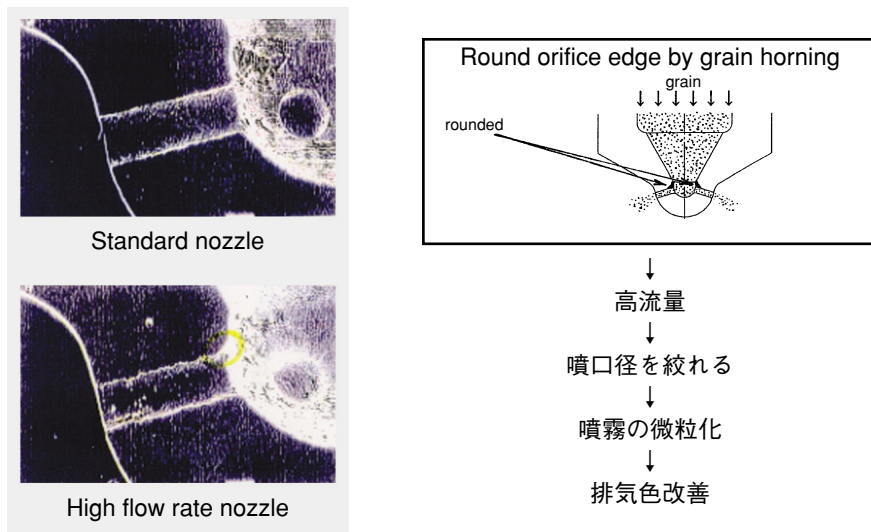 Standard nozzle
High flow rate nozzle
Round orifice edge by grain horning
grain
rounded
高流量
噴口径を絞れる
噴霧の微粒化
排気色改善